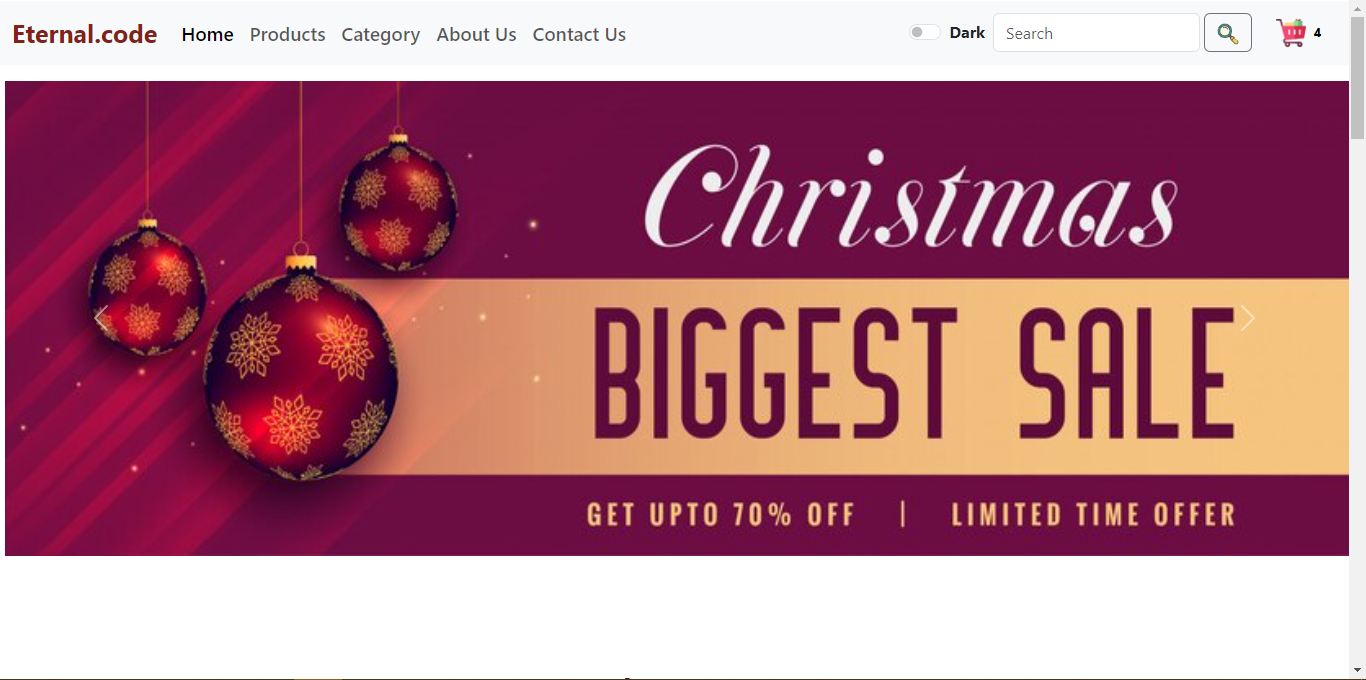 Eternal.code Home Products Category About Us Contact Us Dark Search 4
Christmas
BIGGEST SALE
GET UPTO 70% OFF | LIMITED TIME OFFER